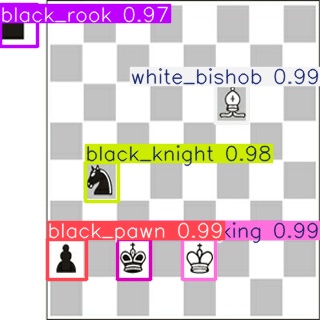 black_rook 0.97
white_bishob 0.99
black_knight 0.98
black_pawn 0.99
king 0.99